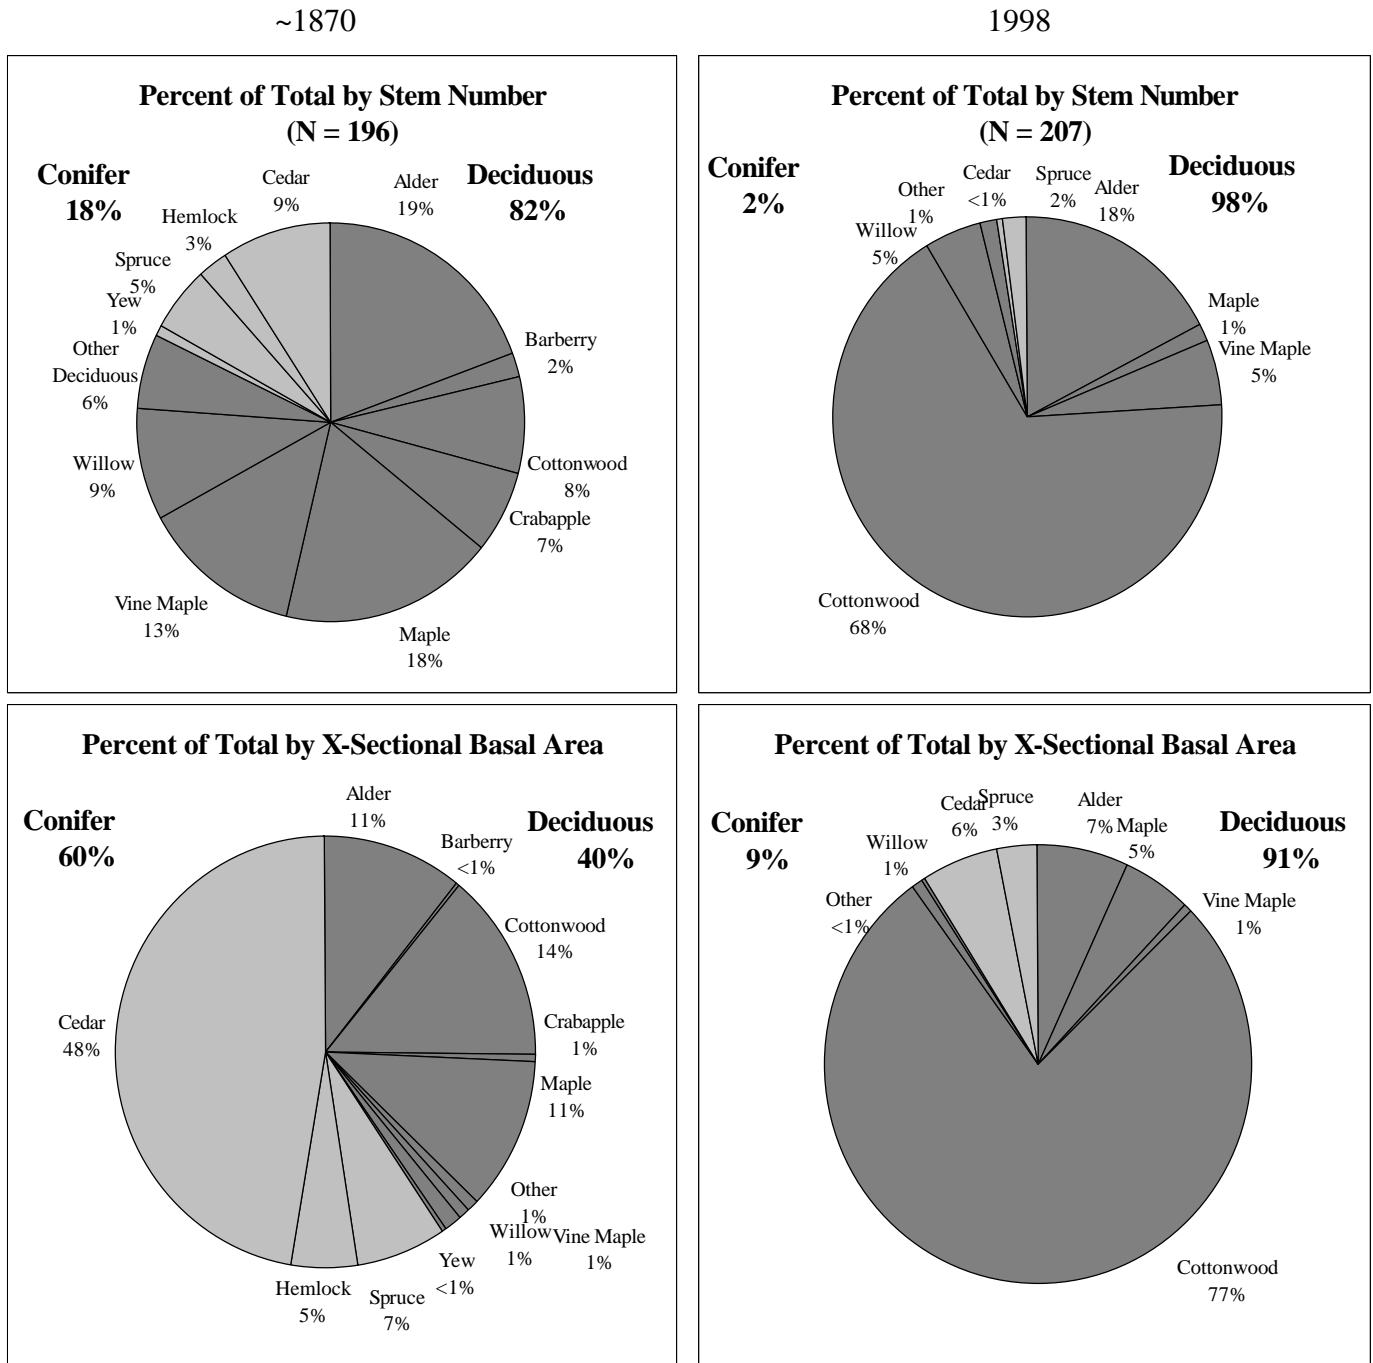 ~1870
1998
Percent of Total by Stem Number
(N = 196)
Conifer
18%
Deciduous
82%
Cedar
9%
Alder
19%
Hemlock
3%
Spruce
5%
Yew
1%
Other
Deciduous
6%
Willow
9%
Vine Maple
13%
Maple
18%
Crabapple
7%
Cottonwood
8%
Barberry
2%
Percent of Total by Stem Number
(N = 207)
Conifer
2%
Deciduous
98%
Other
1%
Cedar
<1%
Spruce
2%
Alder
18%
Willow
5%
Maple
1%
Vine Maple
5%
Cottonwood
68%
Percent of Total by X-Sectional Basal Area
Conifer
60%
Deciduous
40%
Alder
11%
Barberry
<1%
Cottonwood
14%
Crabapple
1%
Maple
11%
Other
1%
Vine Maple
1%
Willow
1%
Yew
<1%
Spruce
7%
Hemlock
5%
Cedar
48%
Percent of Total by X-Sectional Basal Area
Conifer
9%
Deciduous
91%
Cedar
6%
Spruce
3%
Alder
7%
Maple
5%
Vine Maple
1%
Willow
1%
Other
<1%
Cottonwood
77%